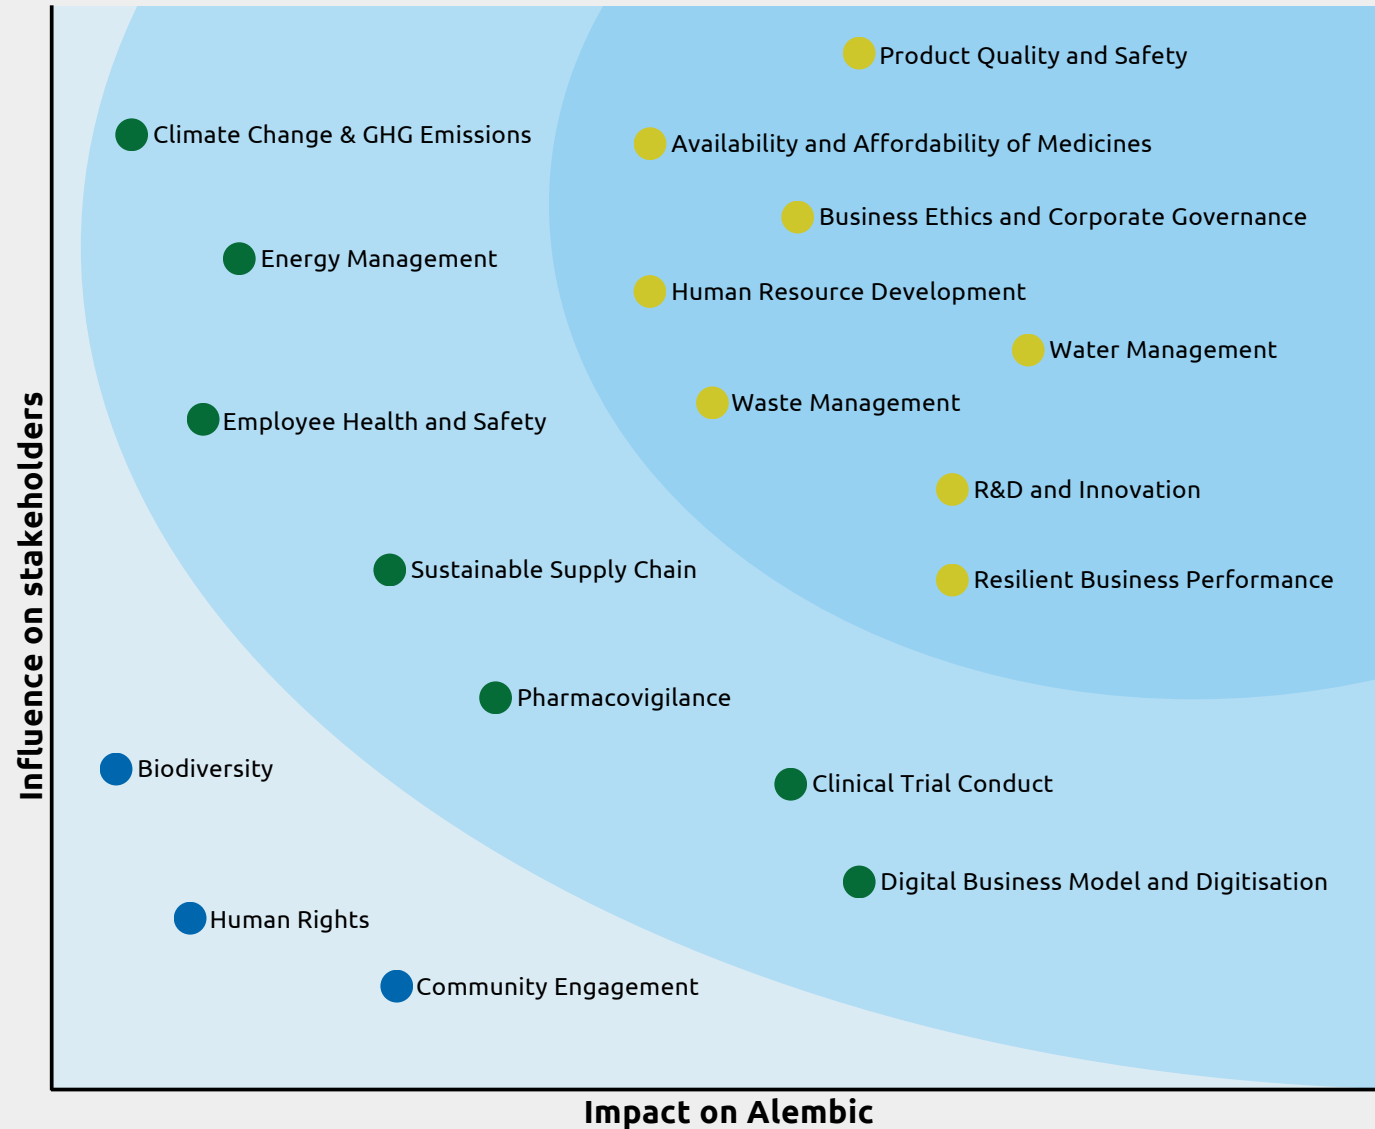 Product Quality and Safety
Climate Change & GHG Emissions
Availability and Affordability of Medicines
Business Ethics and Corporate Governance
Energy Management
Human Resource Development
Water Management
Waste Management
Employee Health and Safety
R&D and Innovation
Sustainable Supply Chain
Resilient Business Performance
Pharmacovigilance
Biodiversity
Clinical Trial Conduct
Digital Business Model and Digitisation
Human Rights
Community Engagement
Influence on stakeholders
Impact on Alembic